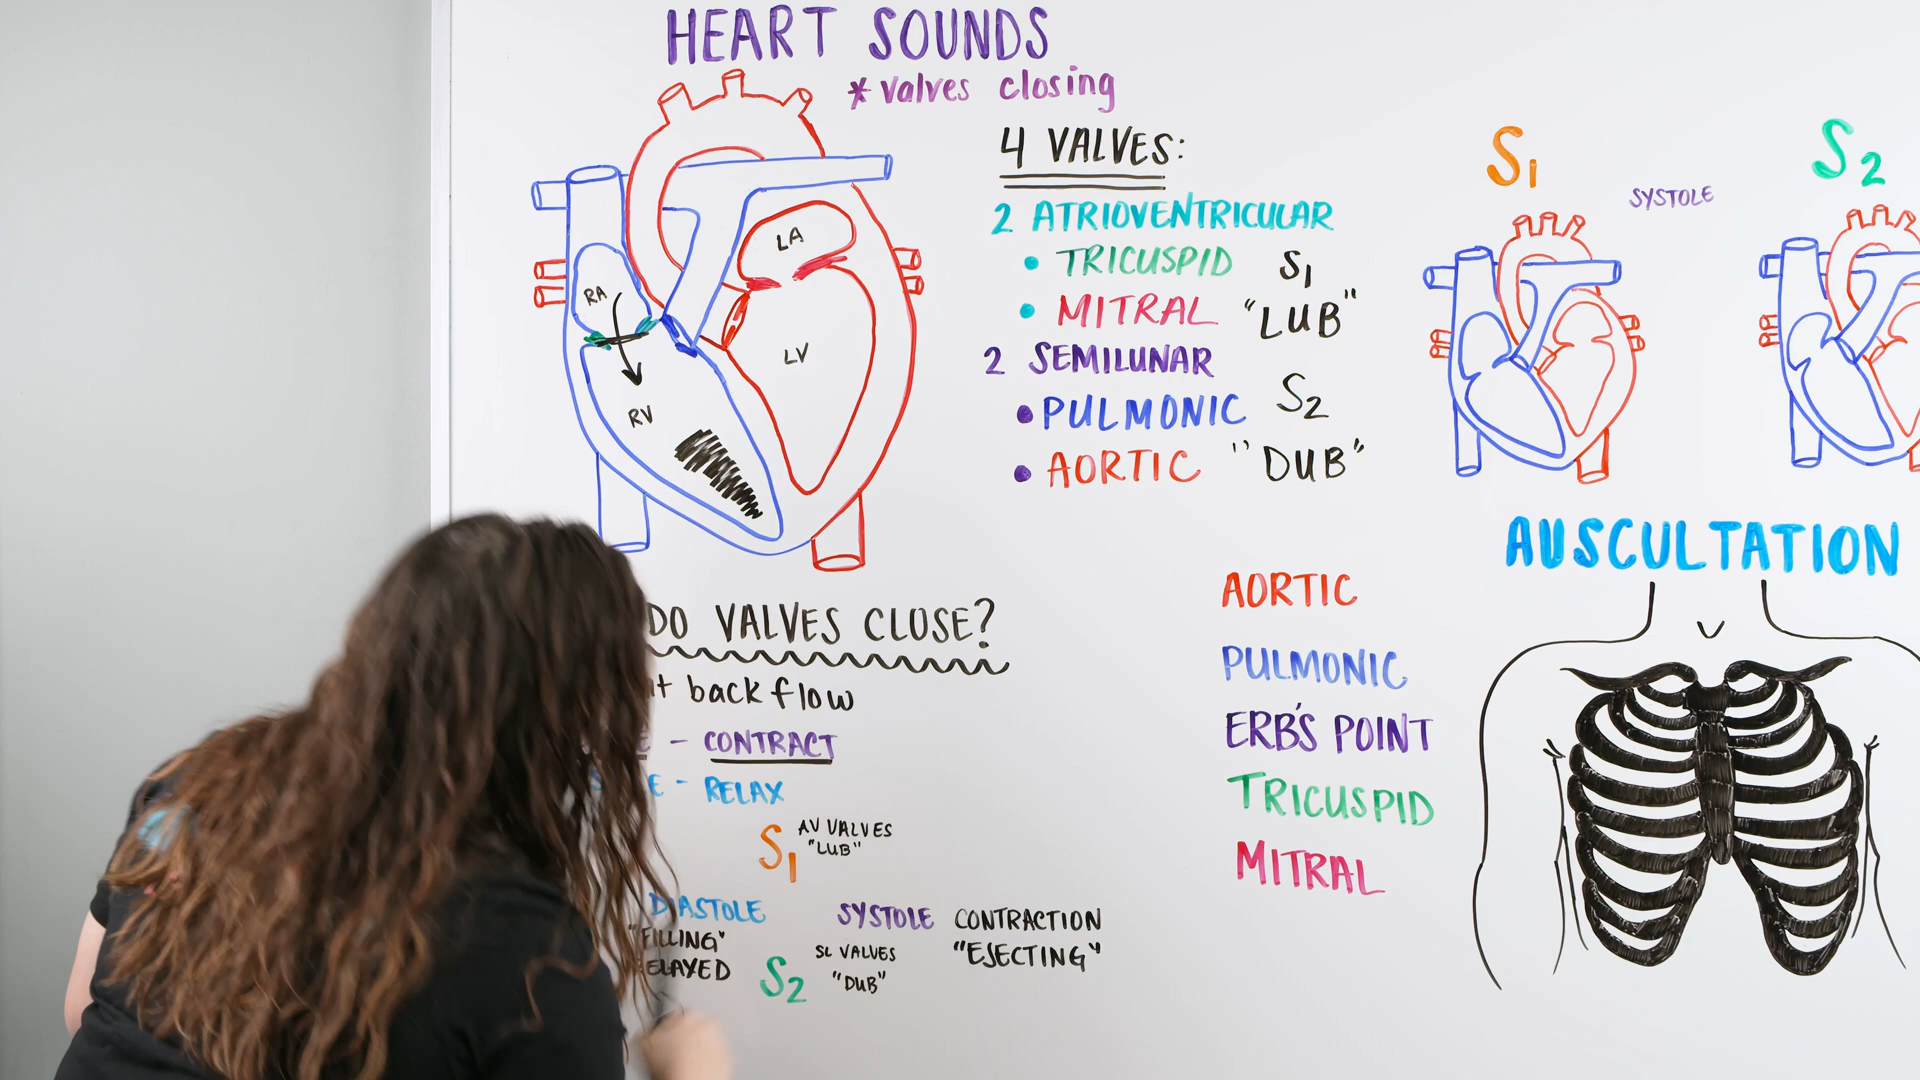 HEART SOUNDS
* valves closing
4 VALVES:
2 ATRIOVENTRICULAR
• TRICUSPID
• MITRAL
S1
"LUB"
2 SEMILUNAR
• PULMONIC
• AORTIC
S2
"DUB"
LA
RA
LV
RV
DO VALVES CLOSE?
back flow
- CONTRACT
- RELAX
S1 AV VALVES
"LUB"
DIASTOLE
"FILLING"
SYSTOLE CONTRACTION
"EJECTING"
S2 SL VALVES
"DUB"
S1
SYSTOLE
S2
AUSCULTATION
AORTIC
PULMONIC
ERB'S POINT
TRICUSPID
MITRAL